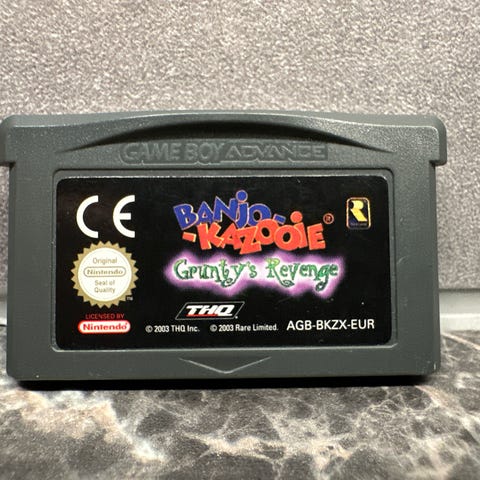 GAME BOY ADVANCE
CE
BANJO-
-KAZOOIE®
Grunty's Revenge
Original
Nintendo
Seal of
Quality
TM
LICENSED BY
Nintendo
THQ
© 2003 THQ Inc. © 2003 Rare Limited. AGB-BKZX-EUR